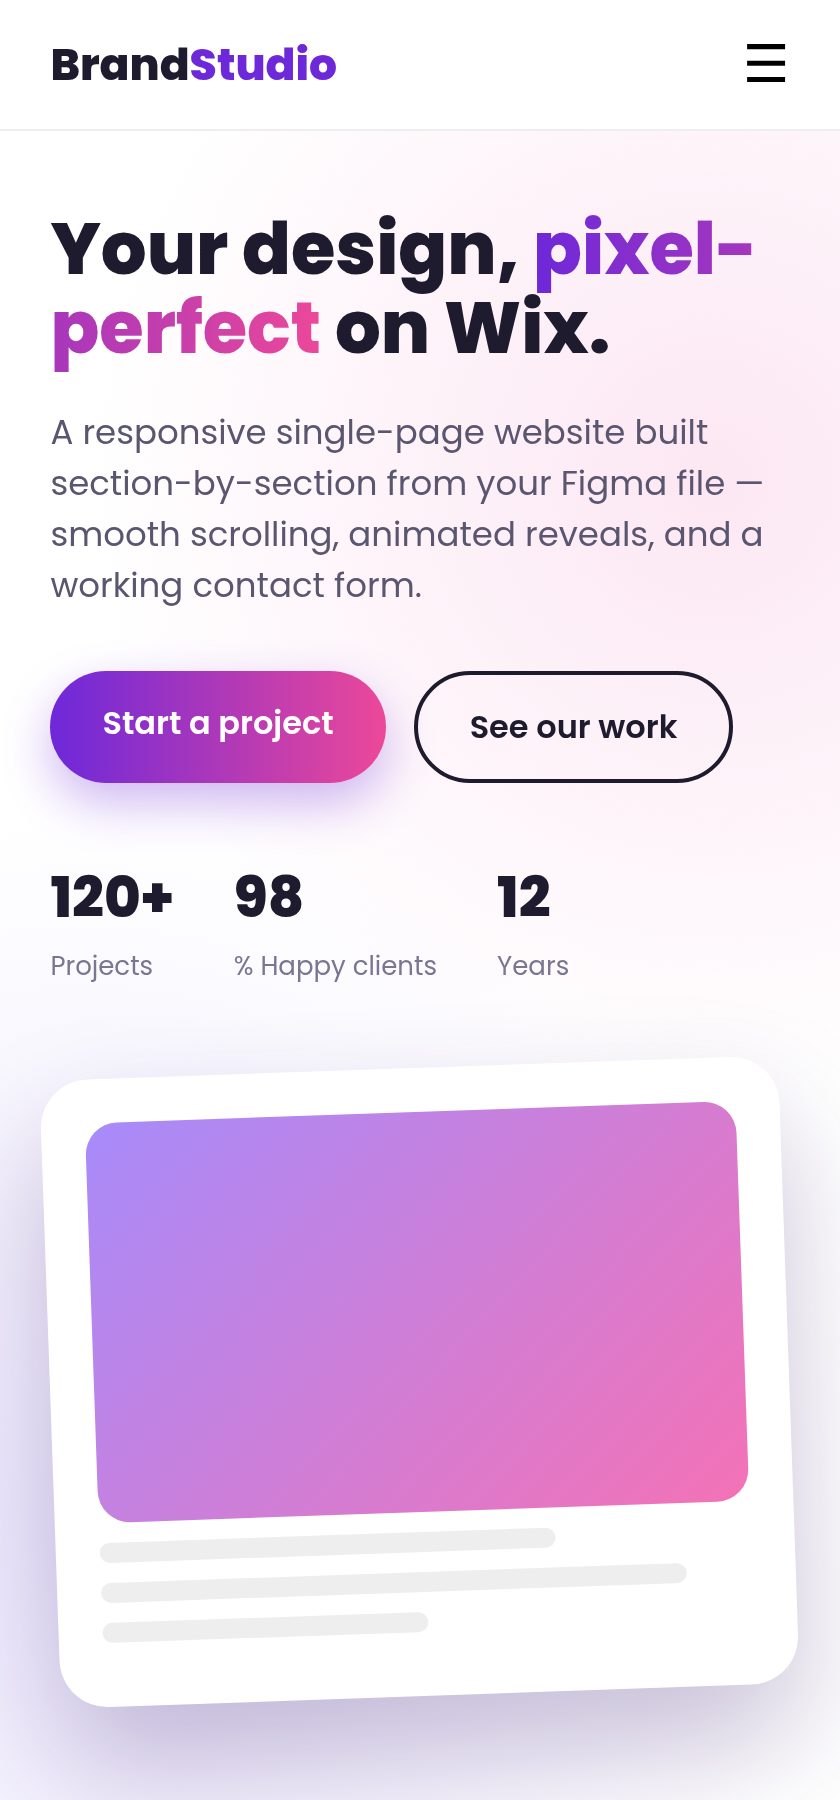 BrandStudio
Your design, pixel-
perfect on Wix.
A responsive single-page website built
section-by-section from your Figma file —
smooth scrolling, animated reveals, and a
working contact form.
Start a project See our work
120+ 98 12
Projects % Happy clients Years